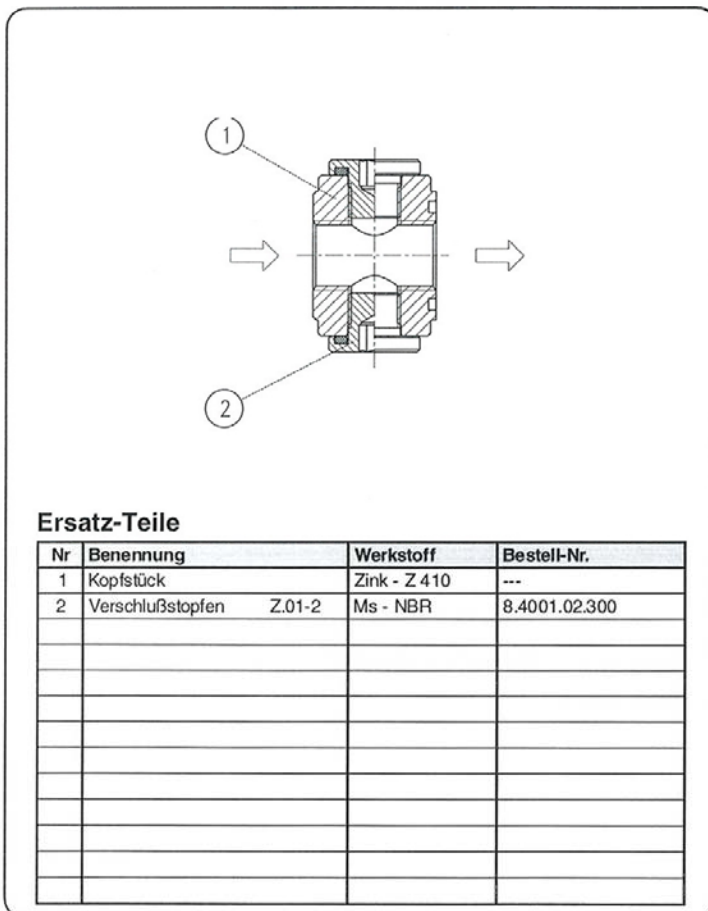 1
2
Ersatz-Teile
Nr Benennung Werkstoff Bestell-Nr.
1 Kopfstück Zink - Z 410 ---
2 Verschlußstopfen Z.01-2 Ms - NBR 8.4001.02.300